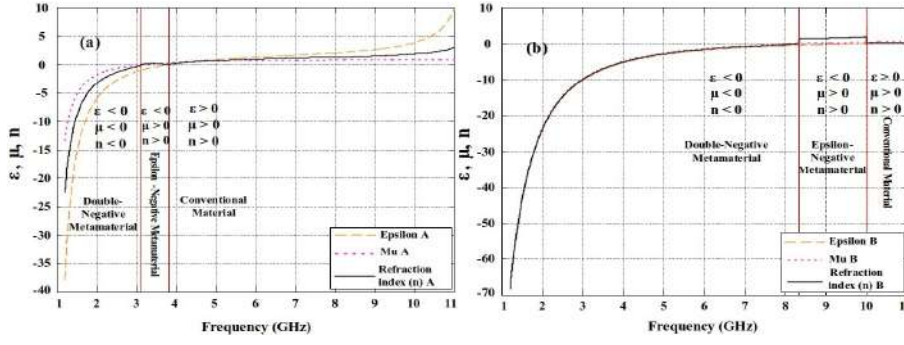 (a)
10
5
0
-5
-10
-15
-20
-25
-30
-35
-40
ε , μ, n
ε < 0
μ < 0
n < 0
ε < 0
μ > 0
n > 0
ε > 0
μ > 0
n > 0
Double-
Negative
Metamaterial
Epsilon -Negative Metamaterial
Conventional
Material
Epsilon A
Mu A
Refraction
index (n) A
1 2 3 4 5 6 7 8 9 10 11
Frequency (GHz)
(b)
10
0
-10
-20
-30
-40
-50
-60
-70
ε, μ, n
ε < 0
μ < 0
n < 0
ε < 0
μ > 0
n > 0
ε > 0
μ > 0
n > 0
Double-Negative
Metamaterial
Epsilon-
Negative
Metamaterial
Conventional Material
Epsilon B
Mu B
Refraction
index (n) B
1 2 3 4 5 6 7 8 9 10
Frequency (GHz)